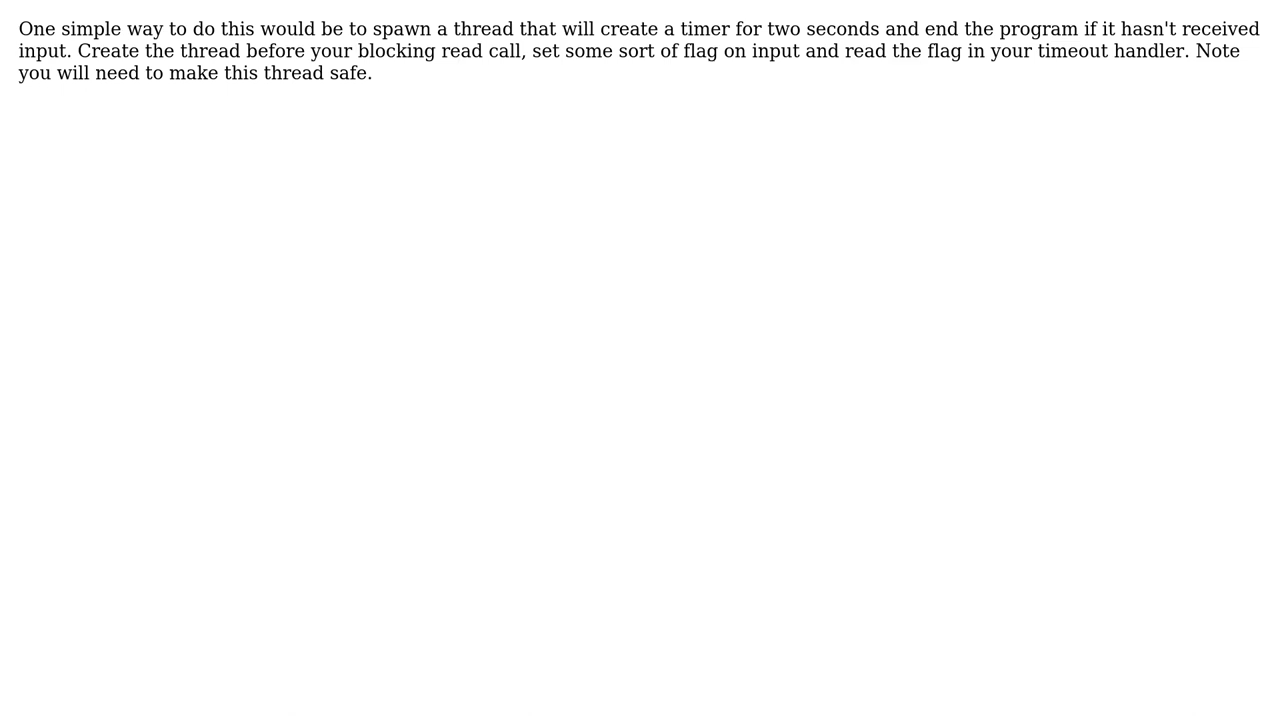 One simple way to do this would be to spawn a thread that will create a timer for two seconds and end the program if it hasn't received
input. Create the thread before your blocking read call, set some sort of flag on input and read the flag in your timeout handler. Note
you will need to make this thread safe.